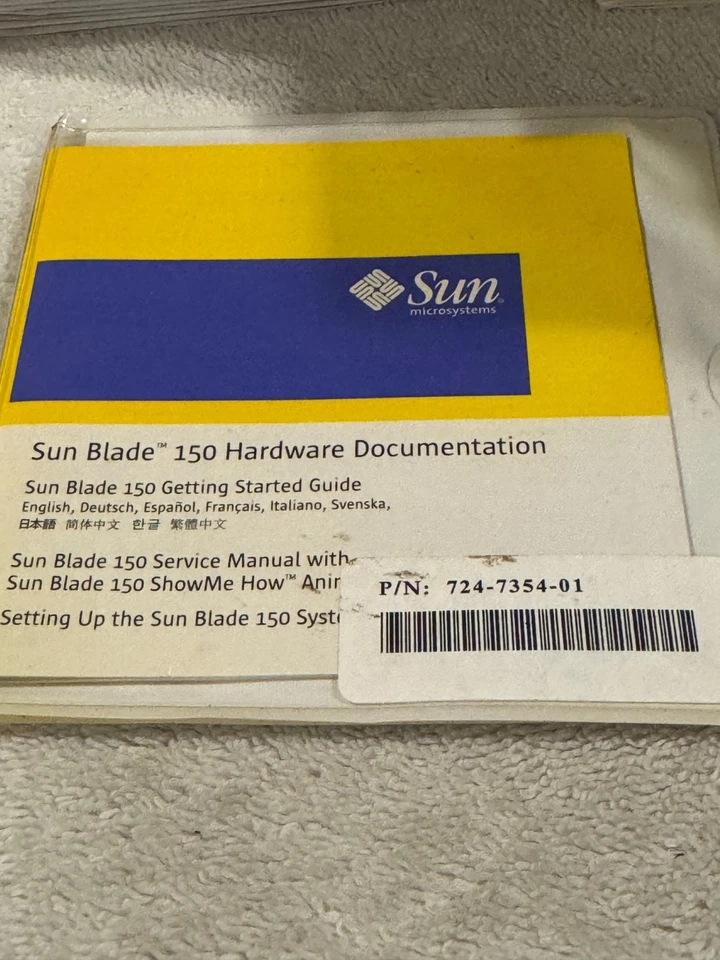 Sun
microsystems
Sun Blade™ 150 Hardware Documentation
Sun Blade 150 Getting Started Guide
English, Deutsch, Español, Français, Italiano, Svenska,
日本語 简体中文 한글 繁體中文
Sun Blade 150 Service Manual with
Sun Blade 150 ShowMe How™ Anir
Setting Up the Sun Blade 150 Syste
P/N: 724-7354-01